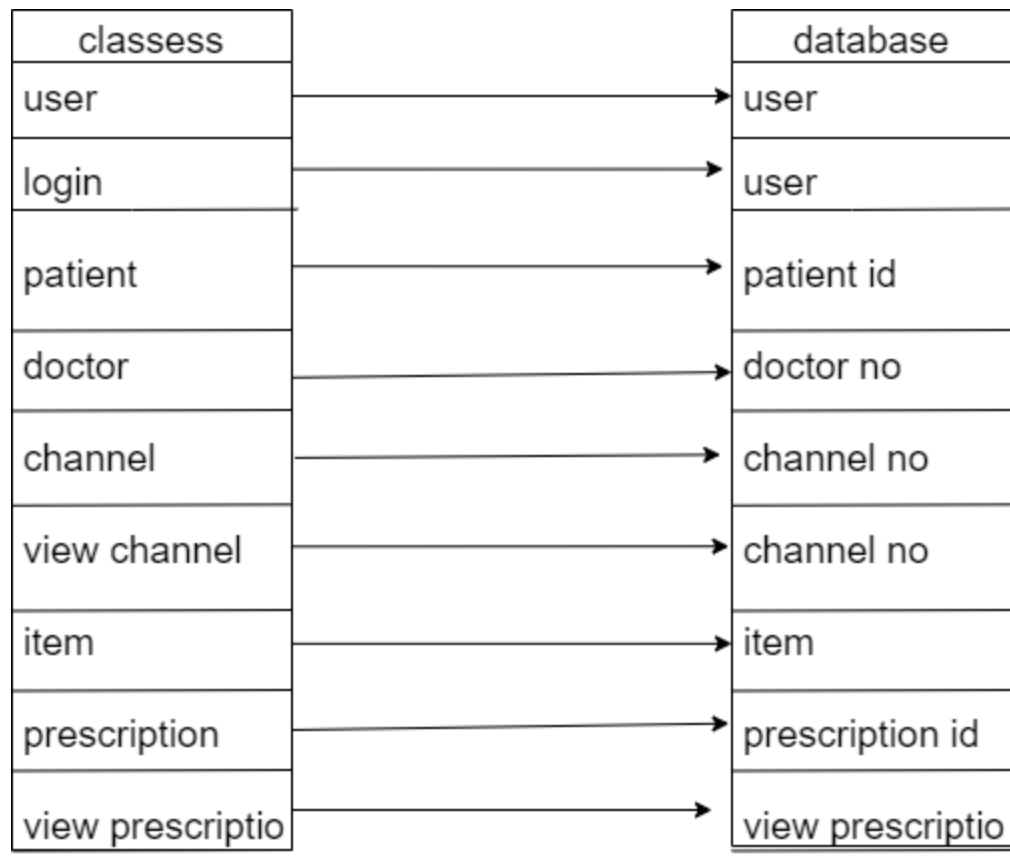 classess database
user user
login user
patient patient id
doctor doctor no
channel channel no
view channel channel no
item item
prescription prescription id
view prescriptio view prescriptio